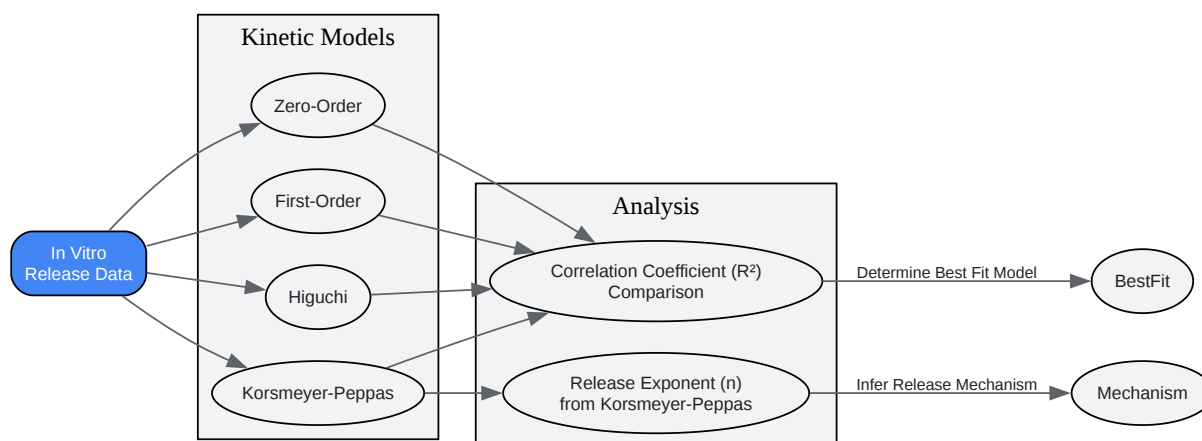 Kinetic Models
Zero-Order
First-Order
Higuchi
Korsmeyer-Peppas
In Vitro
Release Data
Analysis
Correlation Coefficient (R²)
Comparison
Release Exponent (n)
from Korsmeyer-Peppas
Determine Best Fit Model
BestFit
Infer Release Mechanism
Mechanism